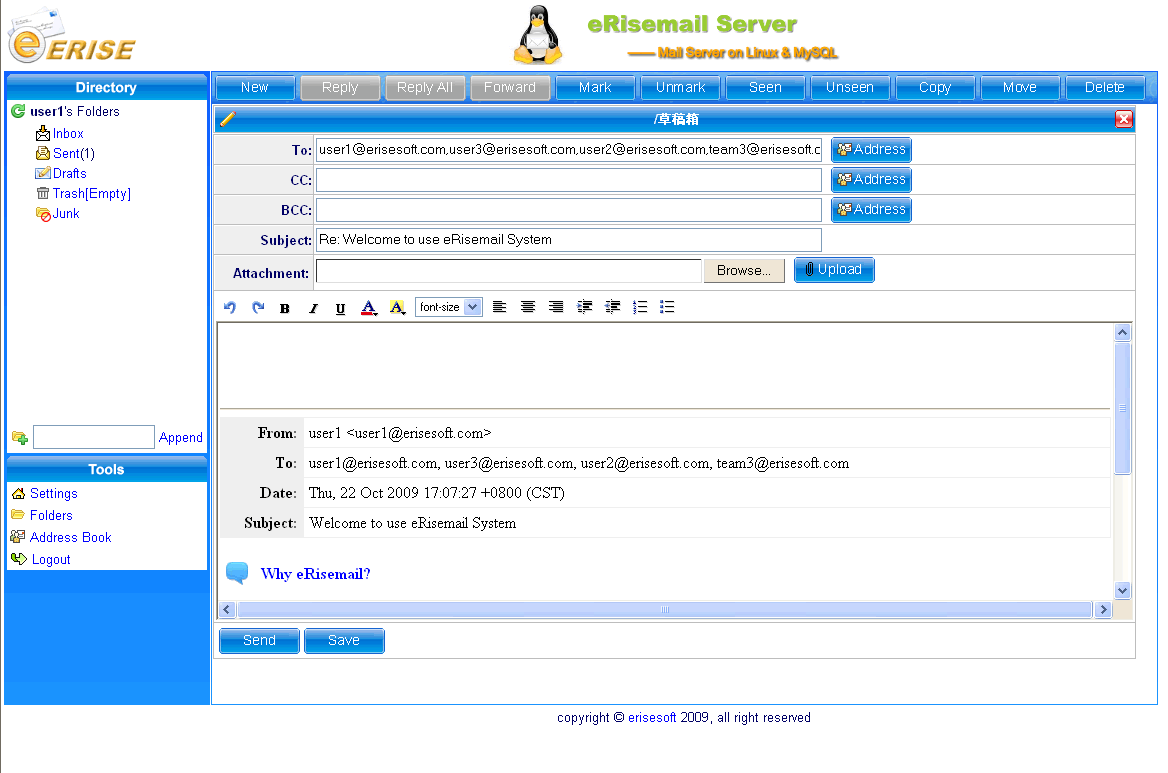 ERISE
eRisemail Server
Mail Server on Linux & MySQL
Directory
user1's Folders
Inbox
Sent(1)
Drafts
Trash[Empty]
Junk
Append
Tools
Settings
Folders
Address Book
Logout
New Reply Reply All Forward Mark Unmark Seen Unseen Copy Move Delete
/草稿箱
To: user1@erisesoft.com,user3@erisesoft.com,user2@erisesoft.com,team3@erisesoft.c Address
CC: Address
BCC: Address
Subject: Re: Welcome to use eRisemail System
Attachment: Browse... Upload
B I U A A font-size
From: user1 <user1@erisesoft.com>
To: user1@erisesoft.com, user3@erisesoft.com, user2@erisesoft.com, team3@erisesoft.com
Date: Thu, 22 Oct 2009 17:07:27 +0800 (CST)
Subject: Welcome to use eRisemail System
Why eRisemail?
Send Save
copyright © erisesoft 2009, all right reserved